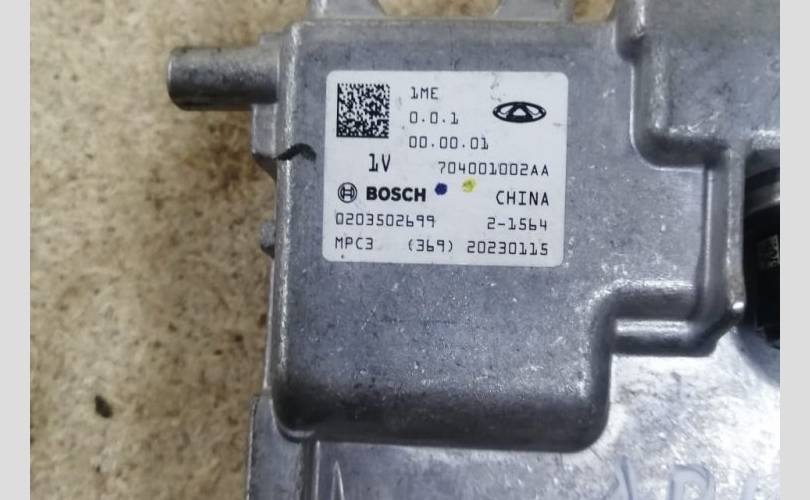 1ME
0.0.1
00.00.01
1V 704001002AA
BOSCH CHINA
0203502699 2-1564
MPC3 (369) 20230115